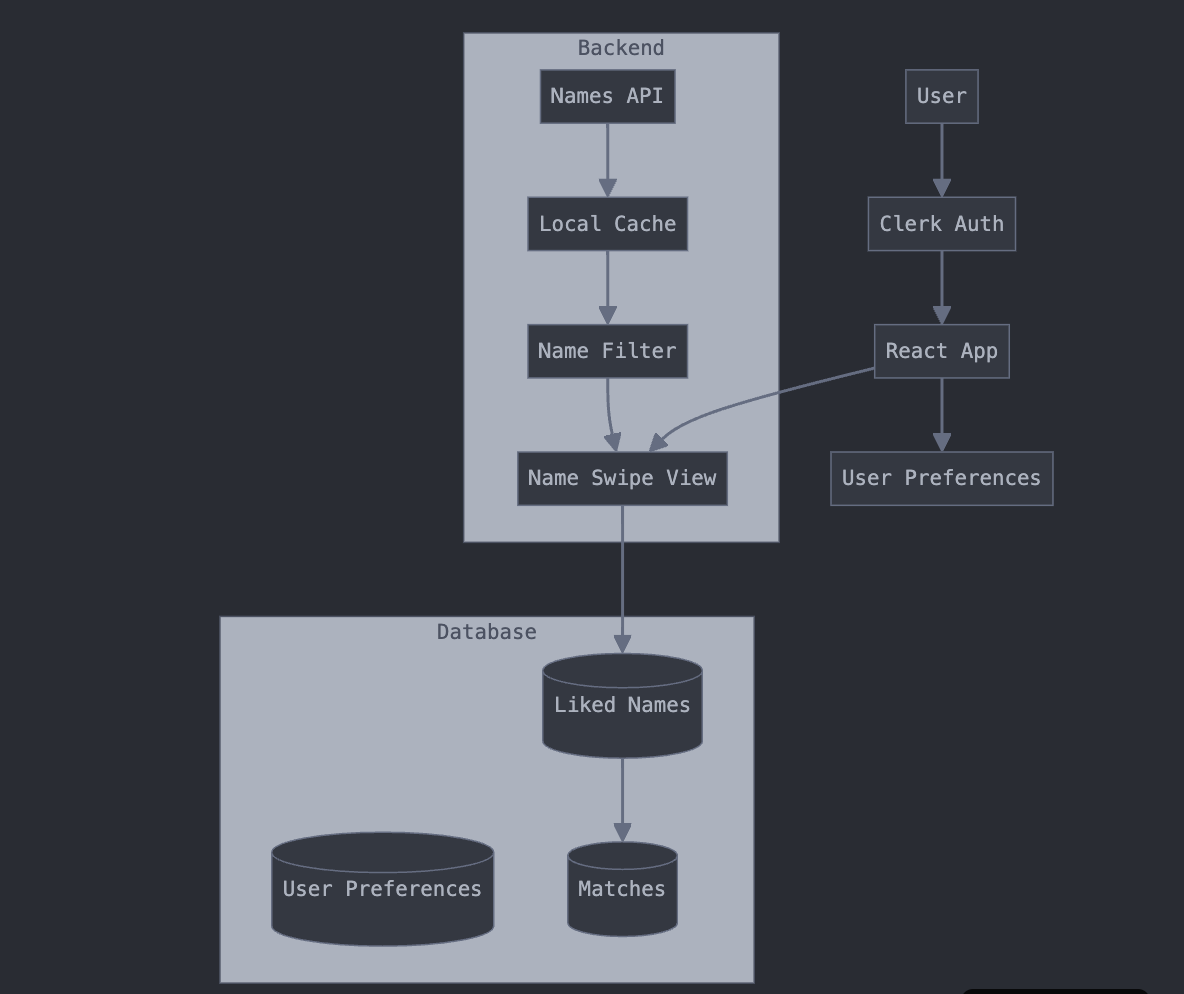 Backend
Names API
User
Local Cache
Clerk Auth
Name Filter
React App
Name Swipe View
User Preferences
Database
Liked Names
User Preferences
Matches